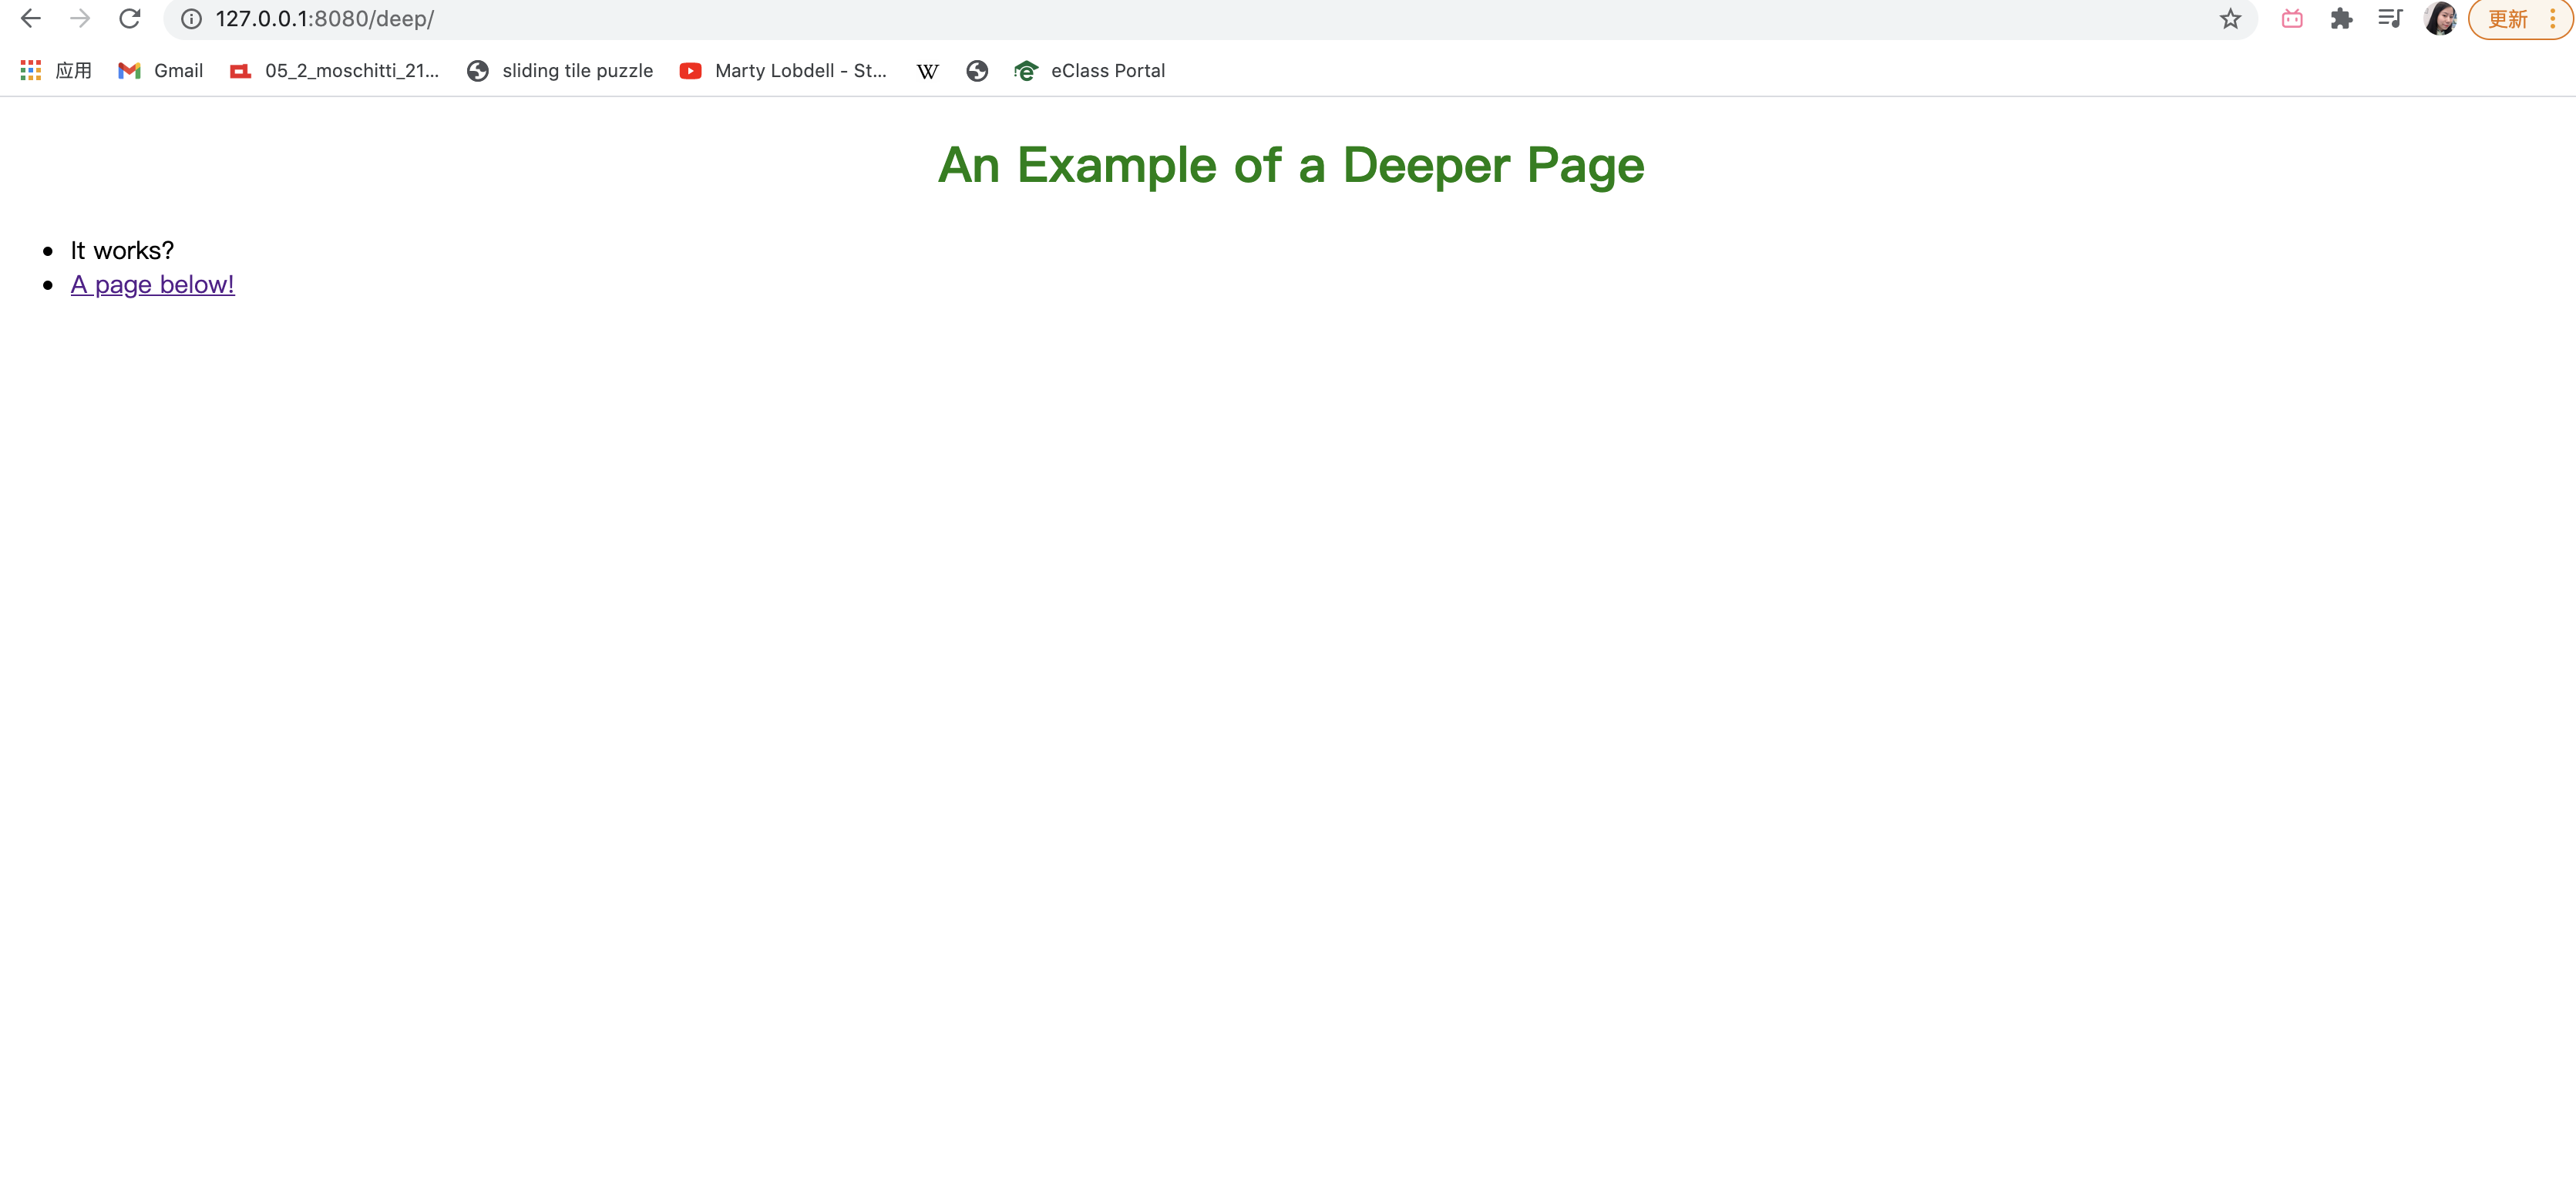 127.0.0.1:8080/deep/
更新
应用 Gmail 05_2_moschitti_21... sliding tile puzzle Marty Lobdell - St... W eClass Portal
An Example of a Deeper Page
It works?
A page below!